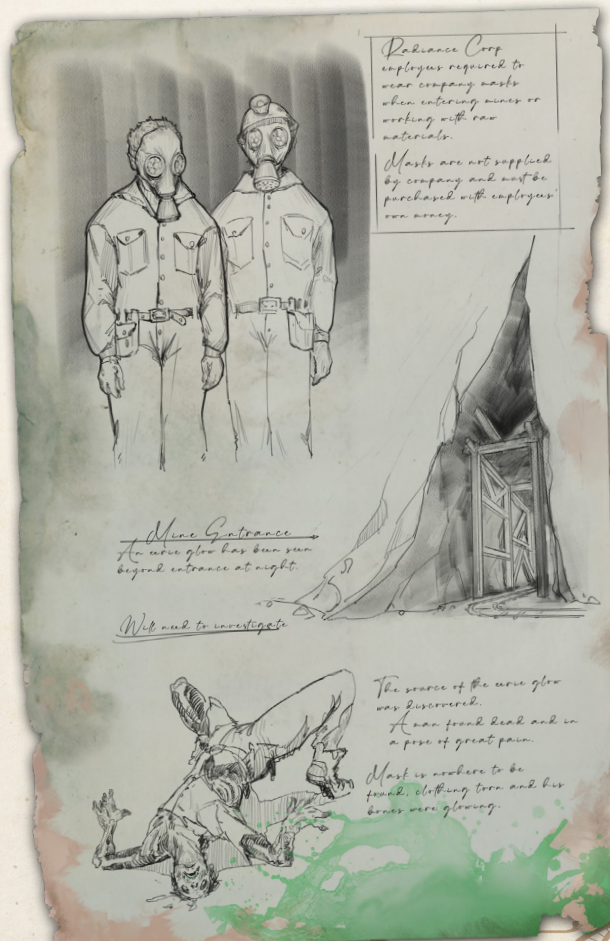 Radiance Corp
employees required to
wear company masks
when entering mines or
working with raw
materials.
Masks are not supplied
by company and must be
purchased with employees'
own money.
Mine Entrance
An eerie glow has been seen
beyond entrance at night.
Will need to investigate
The source of the eerie glow
was discovered.
A man found dead and in
a pose of great pain.
Mask is nowhere to be
found, clothing torn and his
bones were glowing.